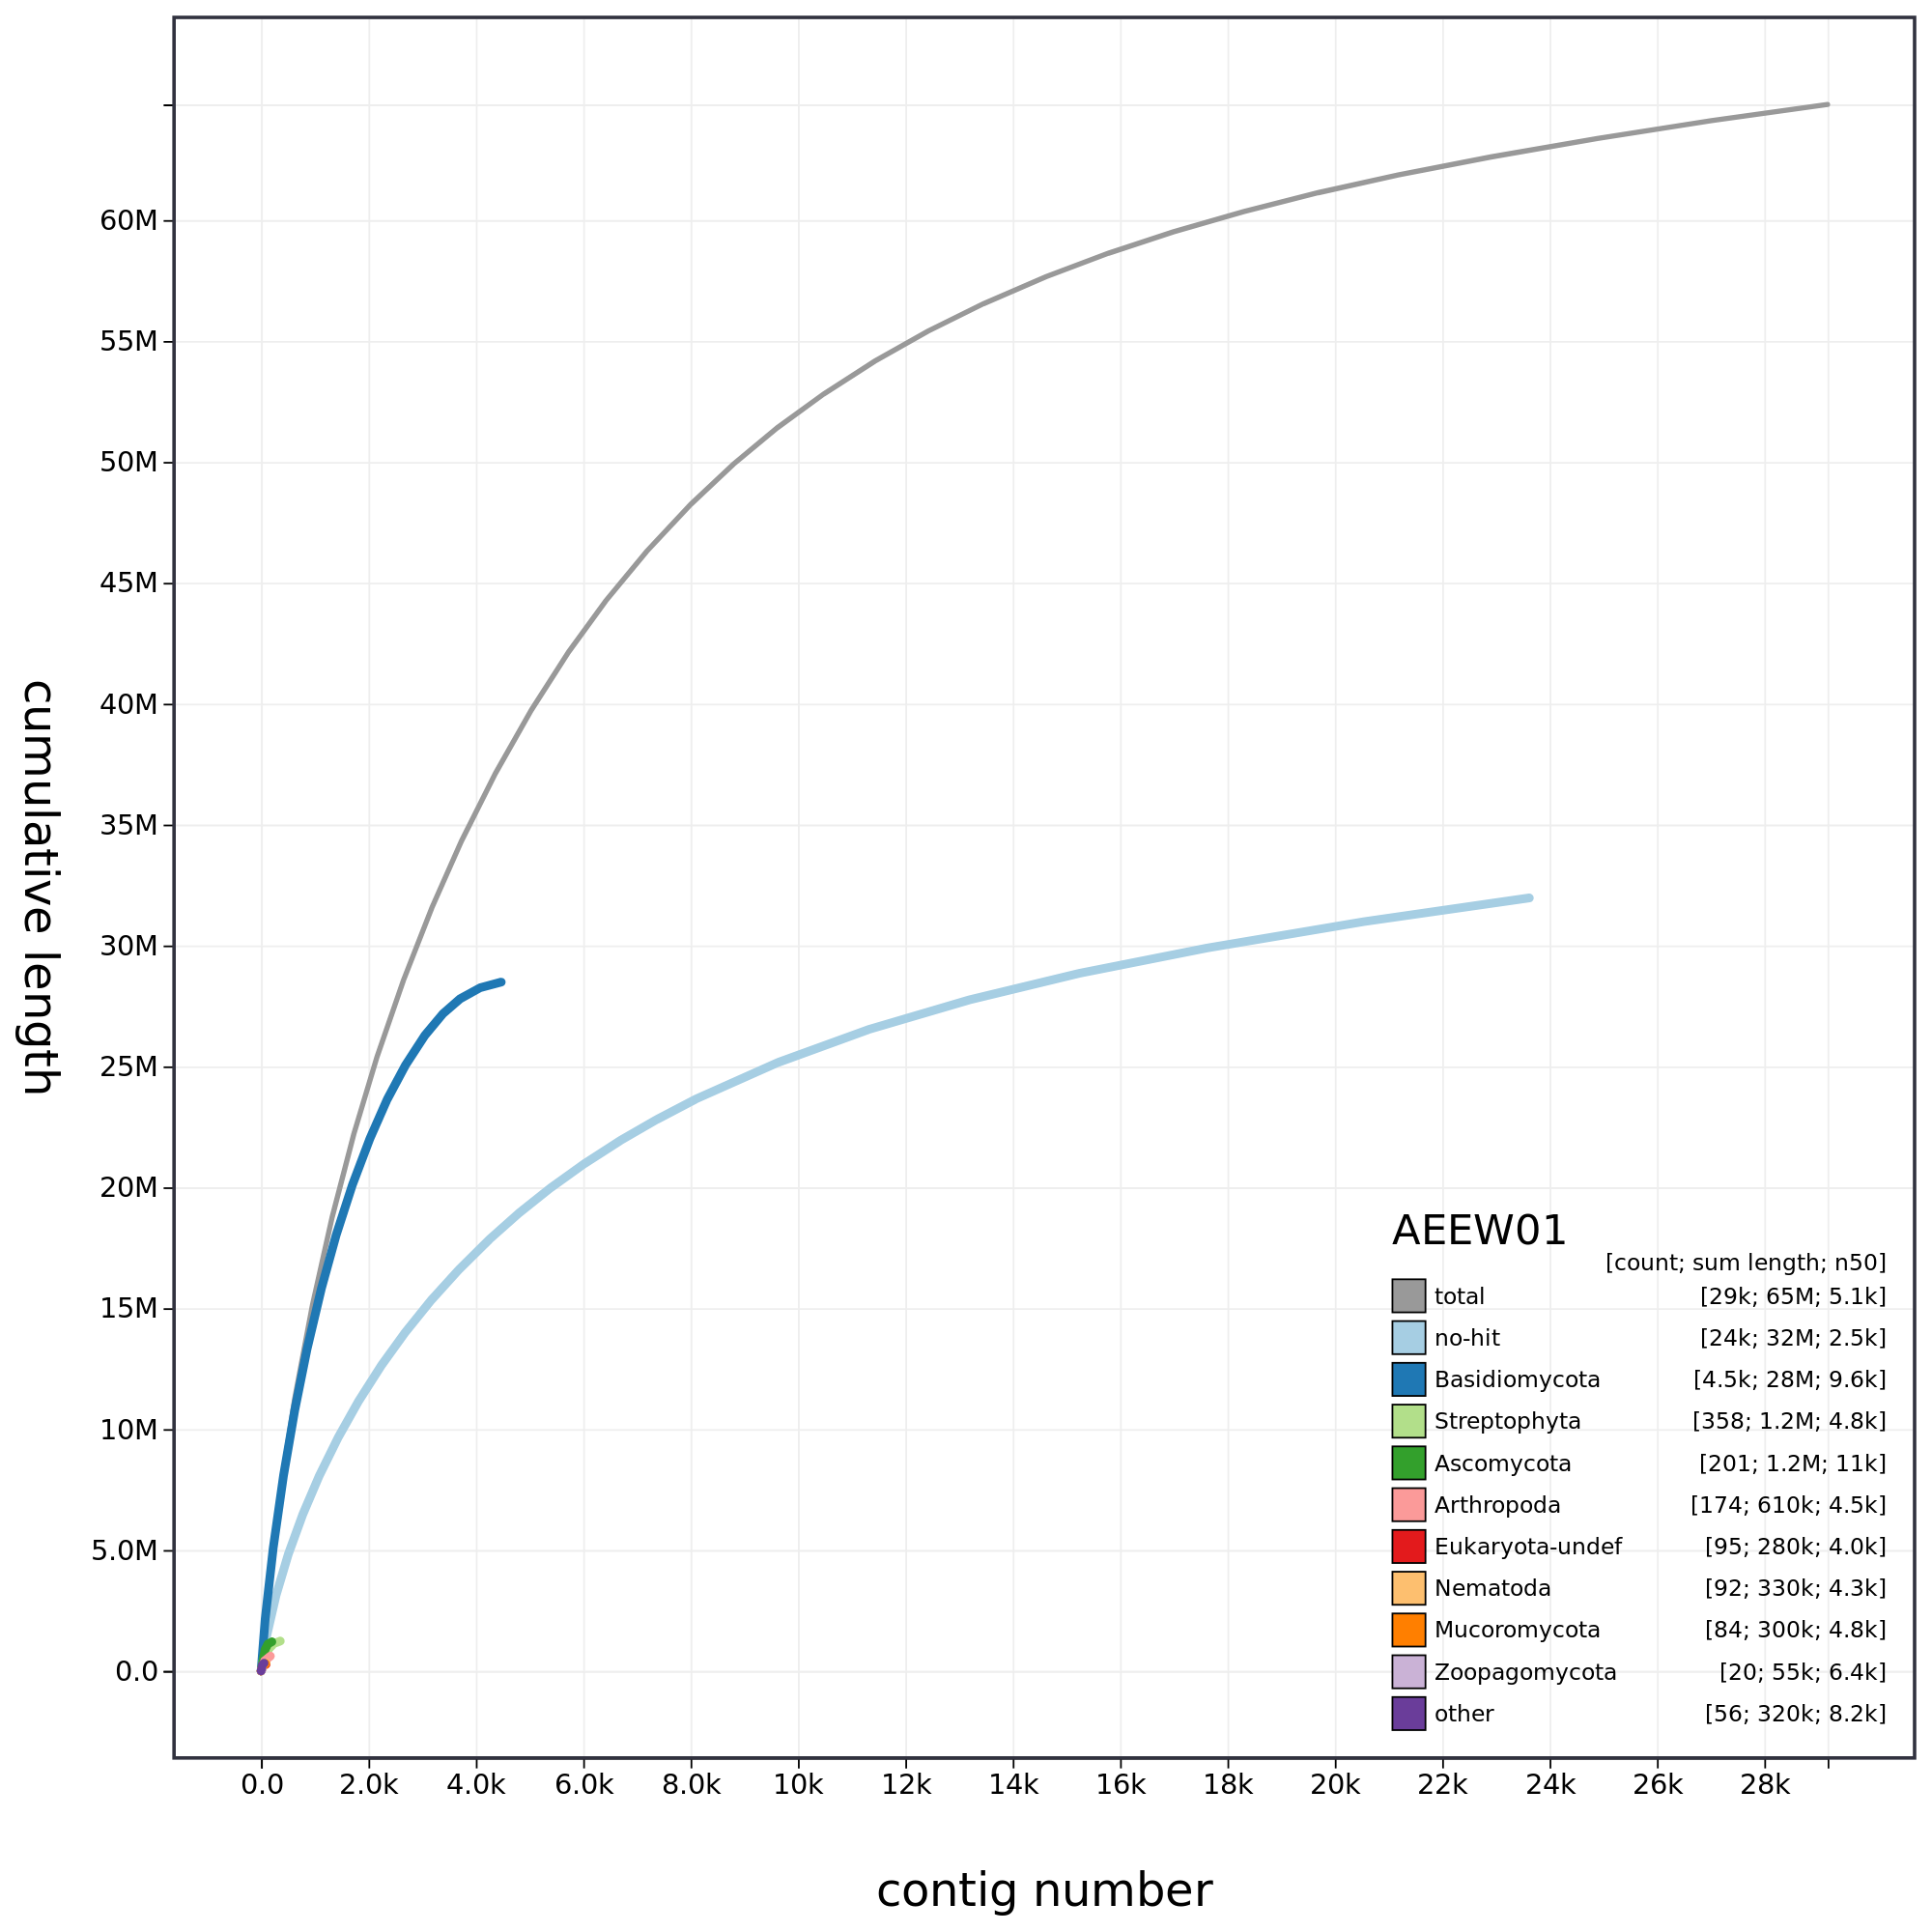 60M
55M
50M
45M
40M
35M
30M
25M
20M
15M
10M
5.0M
0.0
cumulative length
AEEW01
[count; sum length; n50]
total [29k; 65M; 5.1k]
no-hit [24k; 32M; 2.5k]
Basidiomycota [4.5k; 28M; 9.6k]
Streptophyta [358; 1.2M; 4.8k]
Ascomycota [201; 1.2M; 11k]
Arthropoda [174; 610k; 4.5k]
Eukaryota-undef [95; 280k; 4.0k]
Nematoda [92; 330k; 4.3k]
Mucoromycota [84; 300k; 4.8k]
Zoopagomycota [20; 55k; 6.4k]
other [56; 320k; 8.2k]
0.0 2.0k 4.0k 6.0k 8.0k 10k 12k 14k 16k 18k 20k 22k 24k 26k 28k
contig number